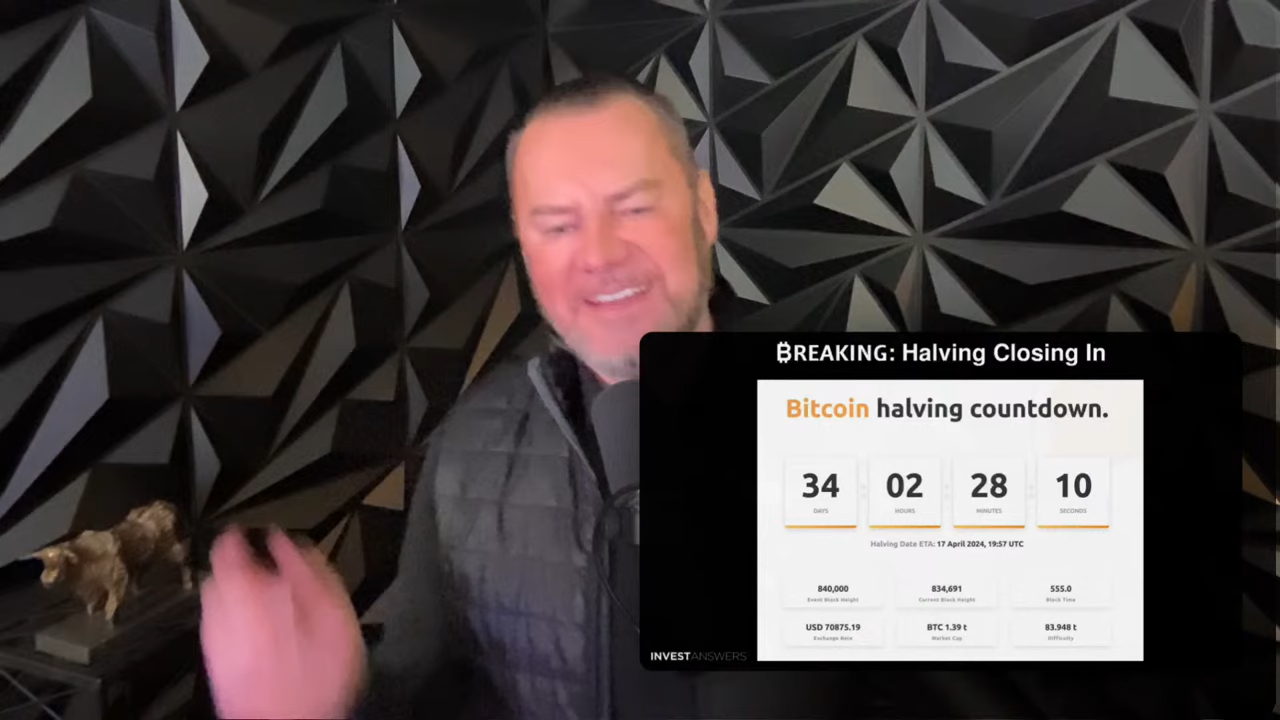 ₿REAKING: Halving Closing In
Bitcoin halving countdown.
34 02 28 10
DAYS HOURS MINUTES SECONDS
Halving Date ETA: 17 April 2024, 19:57 UTC
840,000 834,691 555.0
Event Block Height Current Block Height Block Time
USD 70875.19 BTC 1.39 t 83.948 t
Exchange Rate Market Cap Difficulty
INVESTANSWERS